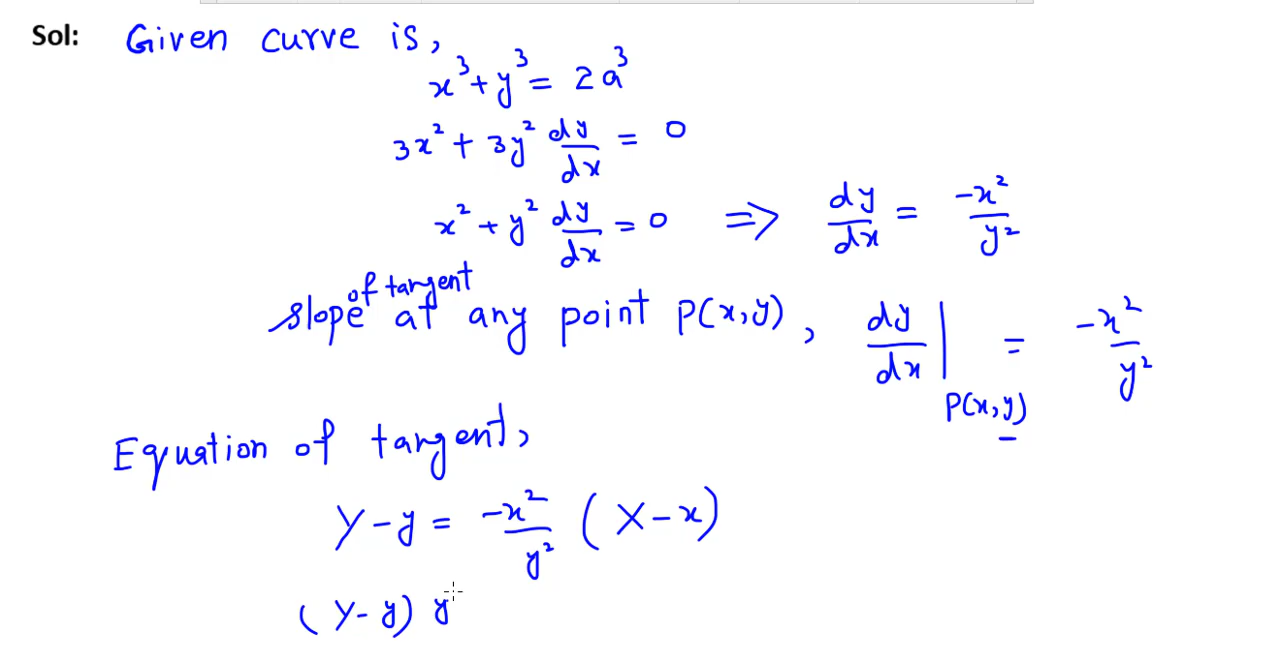 Sol: Given curve is,
x³ + y³ = 2a³
3x² + 3y² dy/dx = 0
x² + y² dy/dx = 0 ⟹ dy/dx = -x²/y²
slope of tangent at any point P(x,y), dy/dx |P(x,y) = -x²/y²
Equation of tangent,
Y-y = -x²/y² (X-x)
(Y-y) y